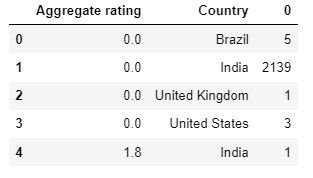 Aggregate rating Country 0
0 0.0 Brazil 5
1 0.0 India 2139
2 0.0 United Kingdom 1
3 0.0 United States 3
4 1.8 India 1